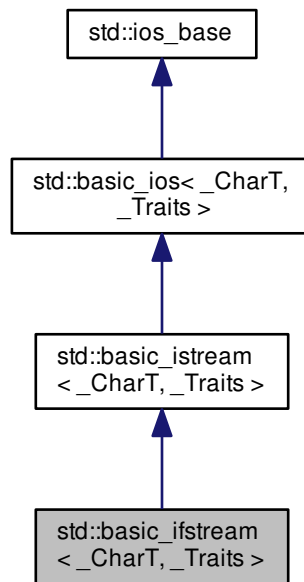 std::ios_base
std::basic_ios< _CharT,
_Traits >
std::basic_istream
< _CharT, _Traits >
std::basic_ifstream
< _CharT, _Traits >